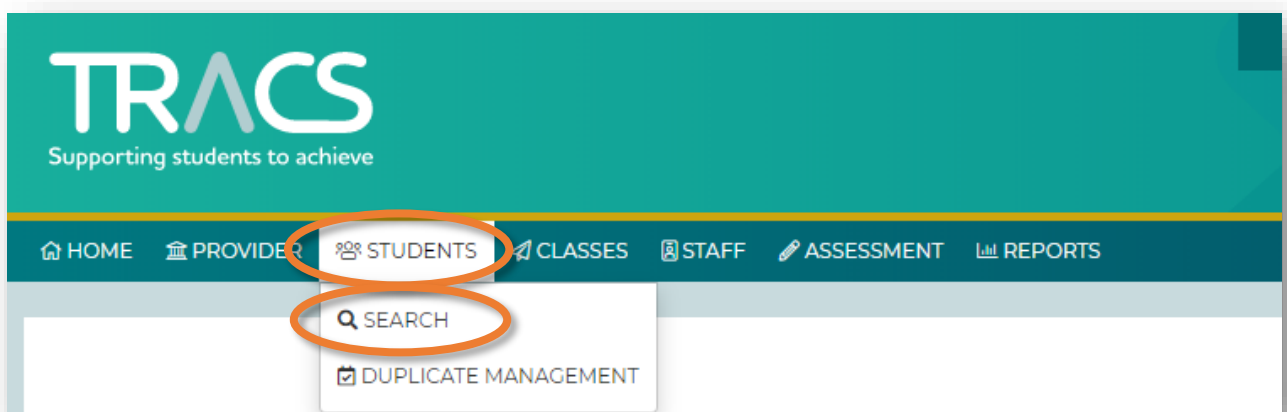 TRACS
Supporting students to achieve
HOME PROVIDER STUDENTS CLASSES STAFF ASSESSMENT REPORTS
SEARCH
DUPLICATE MANAGEMENT